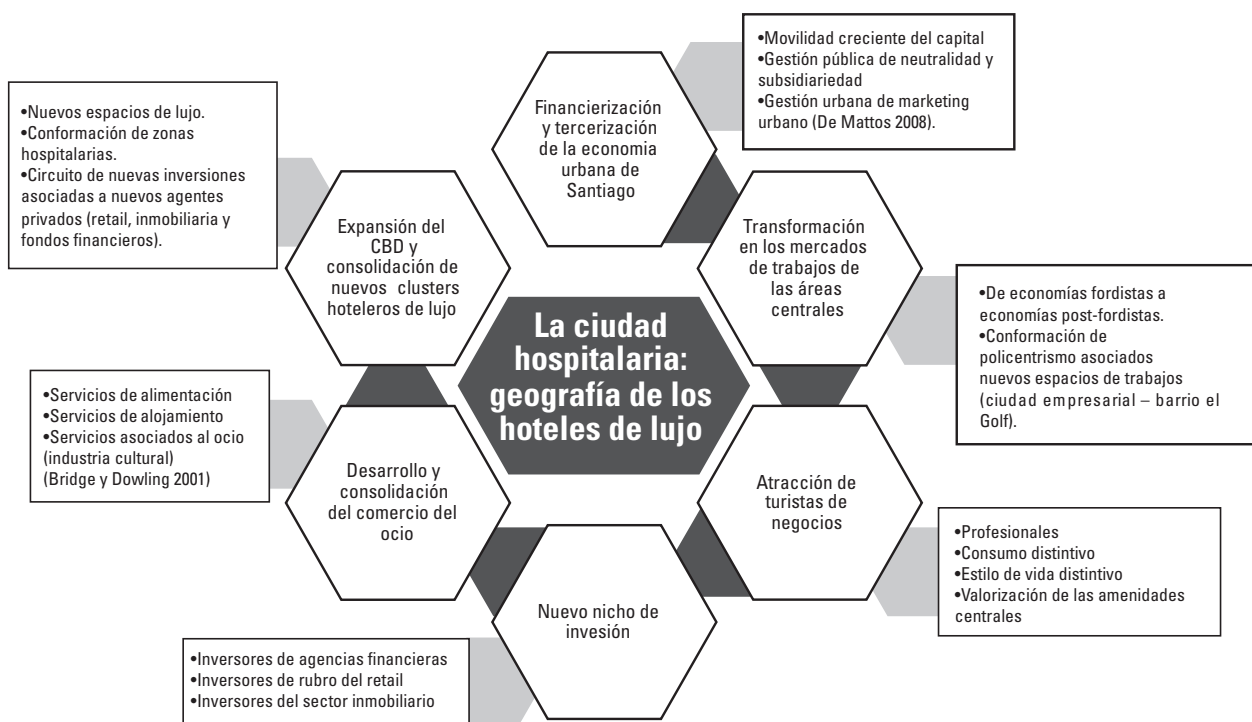 La ciudad
hospitalaria:
geografía de los
hoteles de lujo
Financierización
y tercerización
de la economia
urbana de
Santiago
•Movilidad creciente del capital
•Gestión pública de neutralidad y
subsidiariedad
•Gestión urbana de marketing
urbano (De Mattos 2008).
Transformación
en los mercados
de trabajos de
las áreas
centrales
•De economías fordistas a
economías post-fordistas.
•Conformación de
policentrismo asociados
nuevos espacios de trabajos
(ciudad empresarial – barrio el
Golf).
Atracción de
turistas de
negocios
•Profesionales
•Consumo distintivo
•Estilo de vida distintivo
•Valorización de las amenidades
centrales
Nuevo nicho de
invesión
•Inversores de agencias financieras
•Inversores de rubro del retail
•Inversores del sector inmobiliario
Desarrollo y
consolidación
del comercio del
ocio
•Servicios de alimentación
•Servicios de alojamiento
•Servicios asociados al ocio
(industria cultural)
(Bridge y Dowling 2001)
Expansión del
CBD y
consolidación de
nuevos clusters
hoteleros de lujo
•Nuevos espacios de lujo.
•Conformación de zonas
hospitalarias.
•Circuito de nuevas inversiones
asociadas a nuevos agentes
privados (retail, inmobiliaria y
fondos financieros).